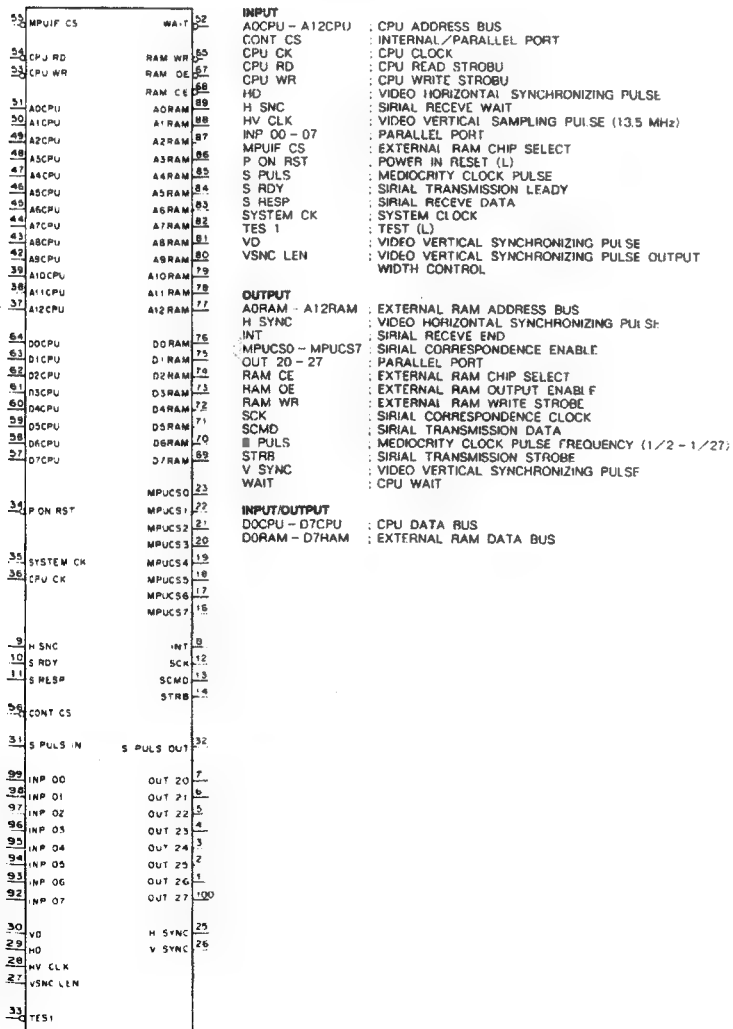 55 MPUIF CS WAIT 52
54 CPU RD RAM WR 65
53 CPU WR RAM OE 67
RAM CE 68
51 A0CPU A0RAM 89
50 A1CPU A1RAM 88
49 A2CPU A2RAM 87
48 A3CPU A3RAM 86
47 A4CPU A4RAM 85
46 A5CPU A5RAM 84
45 A6CPU A6RAM 83
44 A7CPU A7RAM 82
43 A8CPU A8RAM 81
42 A9CPU A9RAM 80
39 A10CPU A10RAM 79
38 A11CPU A11RAM 78
37 A12CPU A12RAM 77
64 D0CPU D0RAM 76
63 D1CPU D1RAM 75
62 D2CPU D2RAM 74
61 D3CPU D3RAM 73
60 D4CPU D4RAM 72
59 D5CPU D5RAM 71
58 D6CPU D6RAM 70
57 D7CPU D7RAM 69
MPUCS0 23
34 P ON RST MPUCS1 22
MPUCS2 21
MPUCS3 20
35 SYSTEM CK MPUCS4 19
36 CPU CK MPUCS5 18
MPUCS6 17
MPUCS7 16
9 H SNC INT 8
10 S RDY SCK 12
11 S RESP SCMD 13
STRB 14
56 CONT CS
31 S PULS IN S PULS OUT 32
99 INP 00 OUT 20 7
98 INP 01 OUT 21 6
97 INP 02 OUT 22 5
96 INP 03 OUT 23 4
95 INP 04 OUT 24 3
94 INP 05 OUT 25 2
93 INP 06 OUT 26 1
92 INP 07 OUT 27 100
30 VD H SYNC 25
29 HD V SYNC 26
28 HV CLK
27 VSNC LEN
33 TES1
INPUT
A0CPU - A12CPU ; CPU ADDRESS BUS
CONT CS : INTERNAL/PARALLEL PORT
CPU CK : CPU CLOCK
CPU RD : CPU READ STROBU
CPU WR : CPU WRITE STROBU
HD : VIDEO HORIZONTAL SYNCHRONIZING PULSE
H SNC : SIRIAL RECEVE WAIT
HV CLK : VIDEO VERTICAL SAMPLING PULSE (13.5 MHz)
INP 00 - 07 : PARALLEL PORT
MPUIF CS : EXTERNAL RAM CHIP SELECT
P ON RST : POWER IN RESET (L)
S PULS : MEDIOCRITY CLOCK PULSE
S RDY : SIRIAL TRANSMISSION LEADY
S RESP : SIRIAL RECEVE DATA
SYSTEM CK : SYSTEM CLOCK
TES 1 : TEST (L)
VD : VIDEO VERTICAL SYNCHRONIZING PULSE
VSNC LEN : VIDEO VERTICAL SYNCHRONIZING PULSE OUTPUT
WIDTH CONTROL
OUTPUT
A0RAM - A12RAM ; EXTERNAL RAM ADDRESS BUS
H SYNC : VIDEO HORIZONTAL SYNCHRONIZING PULSE
INT : SIRIAL RECEVE END
MPUCS0 - MPUCS7 : SIRIAL CORRESPONDENCE ENABLE
OUT 20 - 27 : PARALLEL PORT
RAM CE : EXTERNAL RAM CHIP SELECT
RAM OE : EXTERNAL RAM OUTPUT ENABLE
RAM WR : EXTERNAL RAM WRITE STROBE
SCK : SIRIAL CORRESPONDENCE CLOCK
SCMD : SIRIAL TRANSMISSION DATA
PULS : MEDIOCRITY CLOCK PULSE FREQUENCY (1/2 - 1/27)
STRB : SIRIAL TRANSMISSION STROBE
V SYNC : VIDEO VERTICAL SYNCHRONIZING PULSE
WAIT : CPU WAIT
INPUT/OUTPUT
D0CPU - D7CPU ; CPU DATA BUS
D0RAM - D7RAM : EXTERNAL RAM DATA BUS